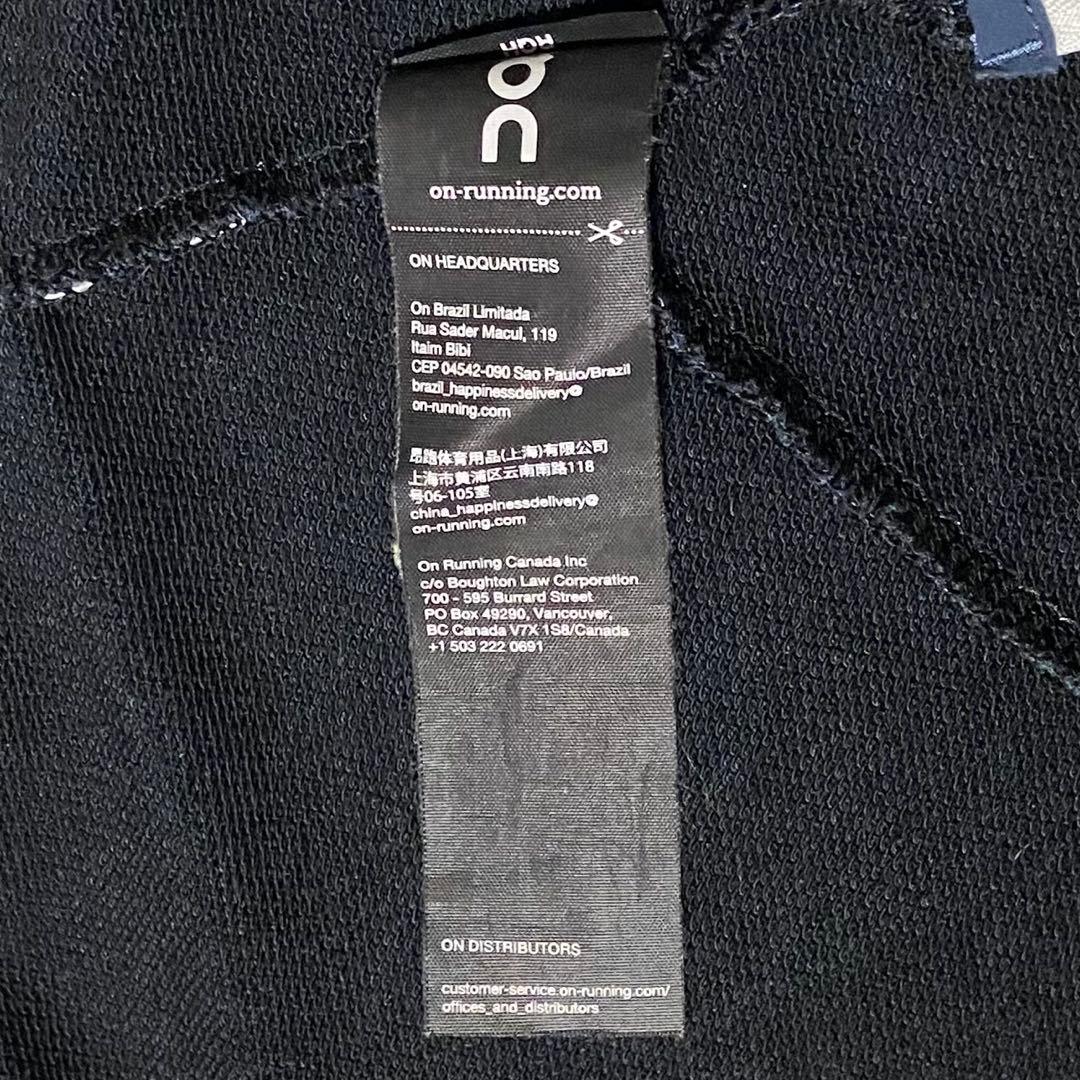 on-running.com
ON HEADQUARTERS
On Brazil Limitada
Rua Sader Macul, 119
Itaim Bibi
CEP 04542-090 Sao Paulo/Brazil
brazil_happinessdelivery@
on-running.com
昂跑体育用品(上海)有限公司
上海市黄浦区云南南路118
号06-105室
china_happinessdelivery@
on-running.com
On Running Canada Inc
c/o Boughton Law Corporation
700 - 595 Burrard Street
PO Box 49290, Vancouver,
BC Canada V7X 1S8/Canada
+1 503 222 0691
ON DISTRIBUTORS
customer-service.on-running.com/
offices_and_distributors